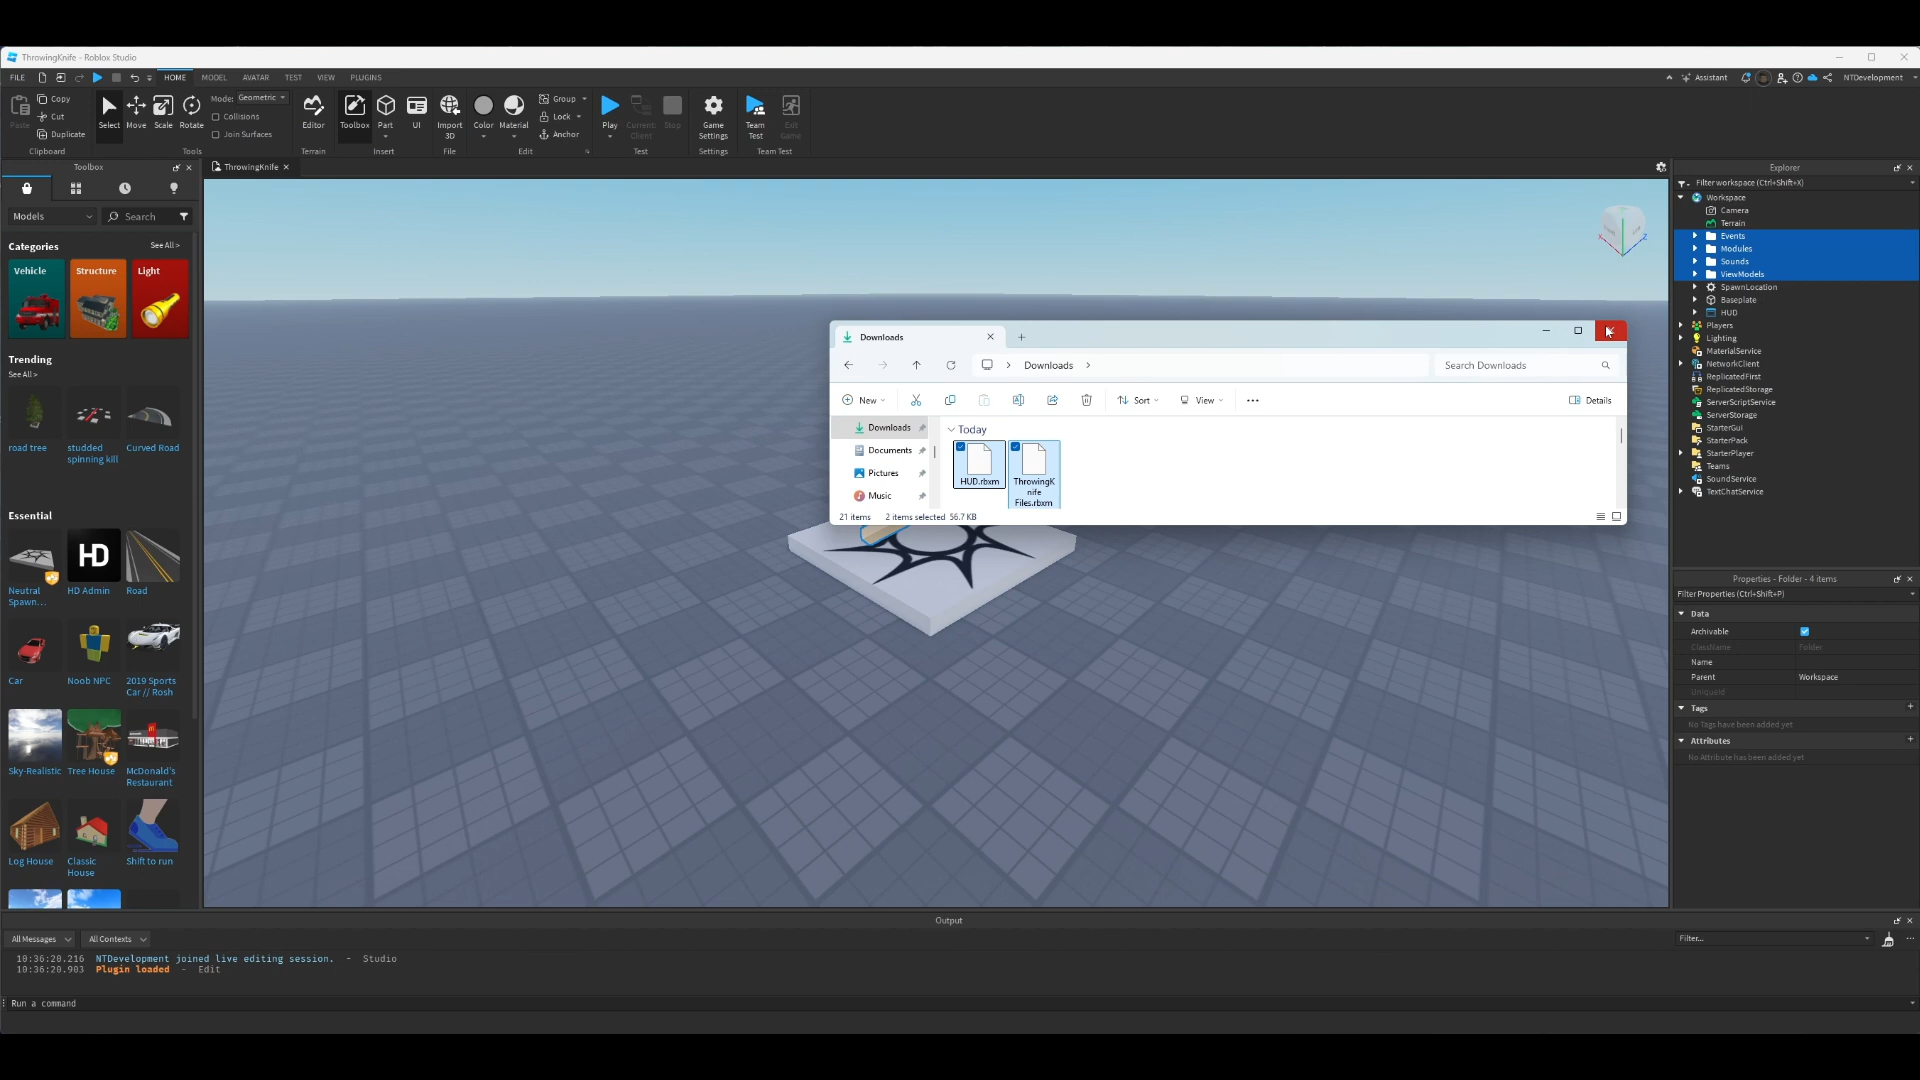 ThrowingKnife - Roblox Studio
FILE HOME MODEL AVATAR TEST VIEW PLUGINS Assistant NTDevelopment
Paste Copy Cut Duplicate Clipboard
Select Move Scale Rotate Mode: Geometric Collisions Join Surfaces Tools
Editor Terrain
Toolbox Part UI Insert
Import 3D File
Color Material Group Lock Anchor Edit
Play Current: Client Stop Test
Game Settings Settings
Team Test Exit Game Team Test
Toolbox
ThrowingKnife
Models Search
Categories See All >
Vehicle Structure Light
Trending
See All >
road tree
studded spinning kill
Curved Road
Essential
HD
Neutral Spawn...
HD Admin
Road
Car
Noob NPC
2019 Sports Car // Rosh
Sky-Realistic
Tree House
McDonald's Restaurant
Log House
Classic House
Shift to run
Downloads
Downloads Search Downloads
New Sort View Details
Downloads
Documents
Pictures
Music
Today
HUD.rbxm
ThrowingK
nife
Files.rbxm
21 items 2 items selected 56.7 KB
Explorer
Filter workspace (Ctrl+Shift+X)
Workspace
Camera
Terrain
Events
Modules
Sounds
ViewModels
SpawnLocation
Baseplate
HUD
Players
Lighting
MaterialService
NetworkClient
ReplicatedFirst
ReplicatedStorage
ServerScriptService
ServerStorage
StarterGui
StarterPack
StarterPlayer
Teams
SoundService
TextChatService
Properties - Folder - 4 items
Filter Properties (Ctrl+Shift+P)
Data
Archivable
ClassName Folder
Name
Parent Workspace
UniqueId
Tags
No Tags have been added yet
Attributes
No Attribute has been added yet
Output
All Messages All Contexts Filter...
10:36:20.216 NTDevelopment joined live editing session. - Studio
10:36:20.903 Plugin loaded - Edit
Run a command